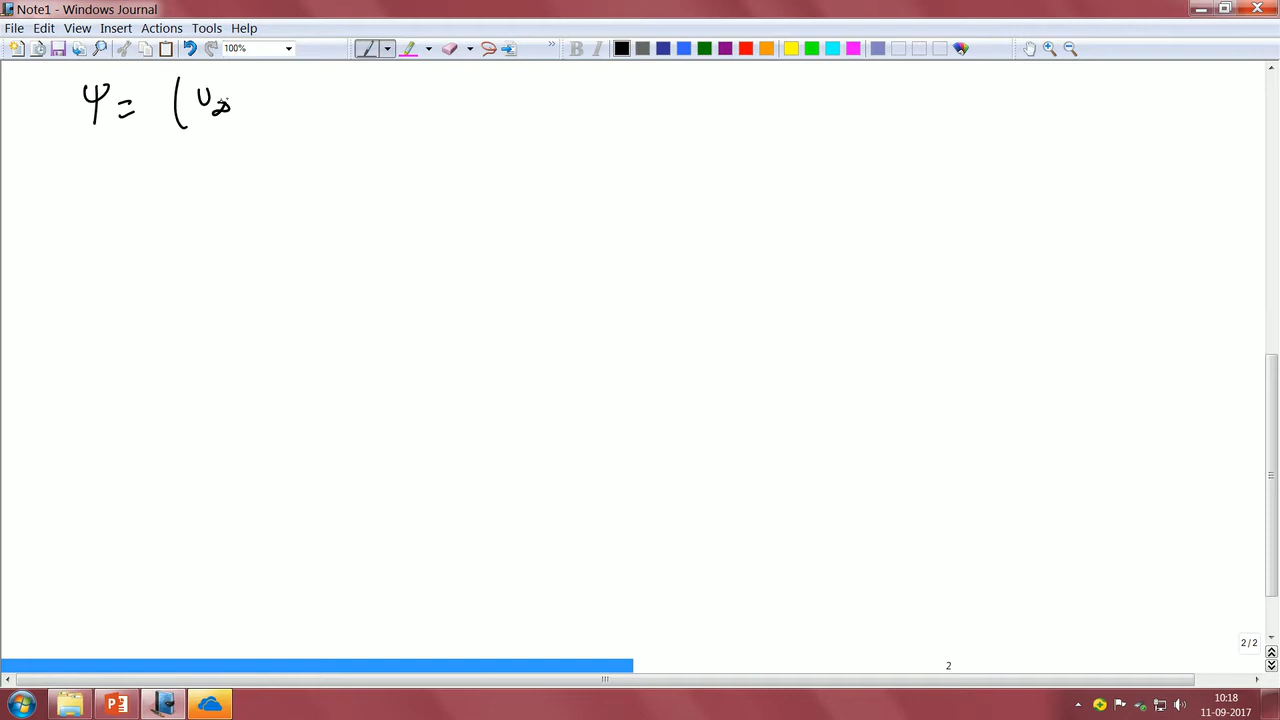 Note1 - Windows Journal
File Edit View Insert Actions Tools Help
100%
B I
ψ = (U∞
2/2
2
10:18
11-09-2017